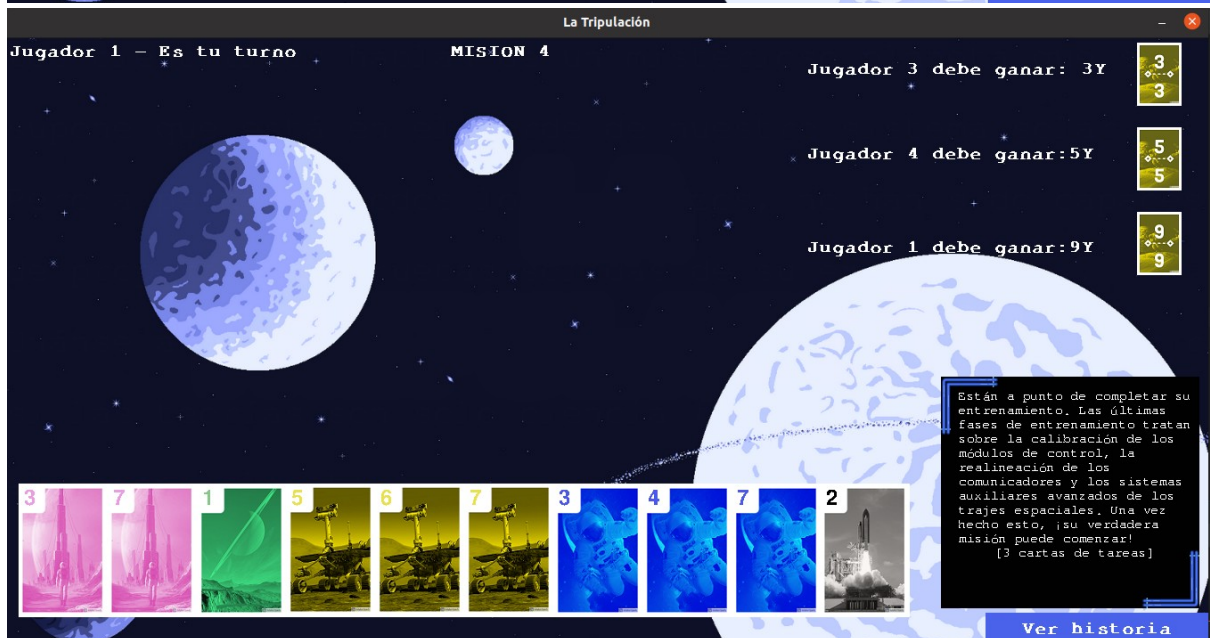 La Tripulación
Jugador 1 – Es tu turno
MISION 4
Jugador 3 debe ganar: 3Y
3
3
Jugador 4 debe ganar:5Y
5
5
Jugador 1 debe ganar:9Y
9
9
Están a punto de completar su
entrenamiento. Las últimas
fases de entrenamiento tratan
sobre la calibración de los
módulos de control, la
realineación de los
comunicadores y los sistemas
auxiliares avanzados de los
trajes espaciales. Una vez
hecho esto, ¡su verdadera
misión puede comenzar!
[3 cartas de tareas]
3 7 1 5 6 7 3 4 7 2
Ver historia